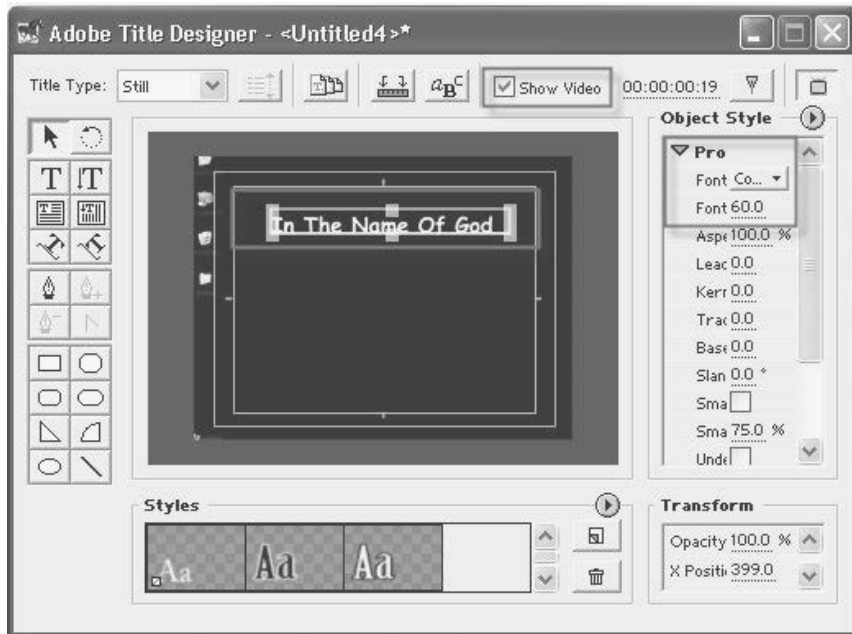 Adobe Title Designer - <Untitled4>*
Title Type: Still Show Video 00:00:00:19
Object Style
Pro
Font Co...
Font 60.0
Aspe 100.0 %
Leac 0.0
Kerr 0.0
Trac 0.0
Base 0.0
Slan 0.0 °
Sma
Sma 75.0 %
Unde
In The Name Of God
Styles
Aa Aa Aa
Transform
Opacity 100.0 %
X Positi 399.0